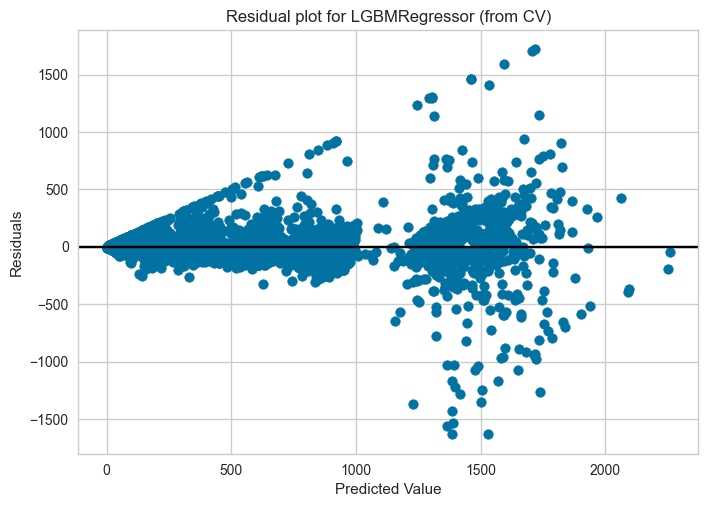 Residual plot for LGBMRegressor (from CV)
1500
1000
500
0
−500
−1000
−1500
Residuals
0 500 1000 1500 2000
Predicted Value